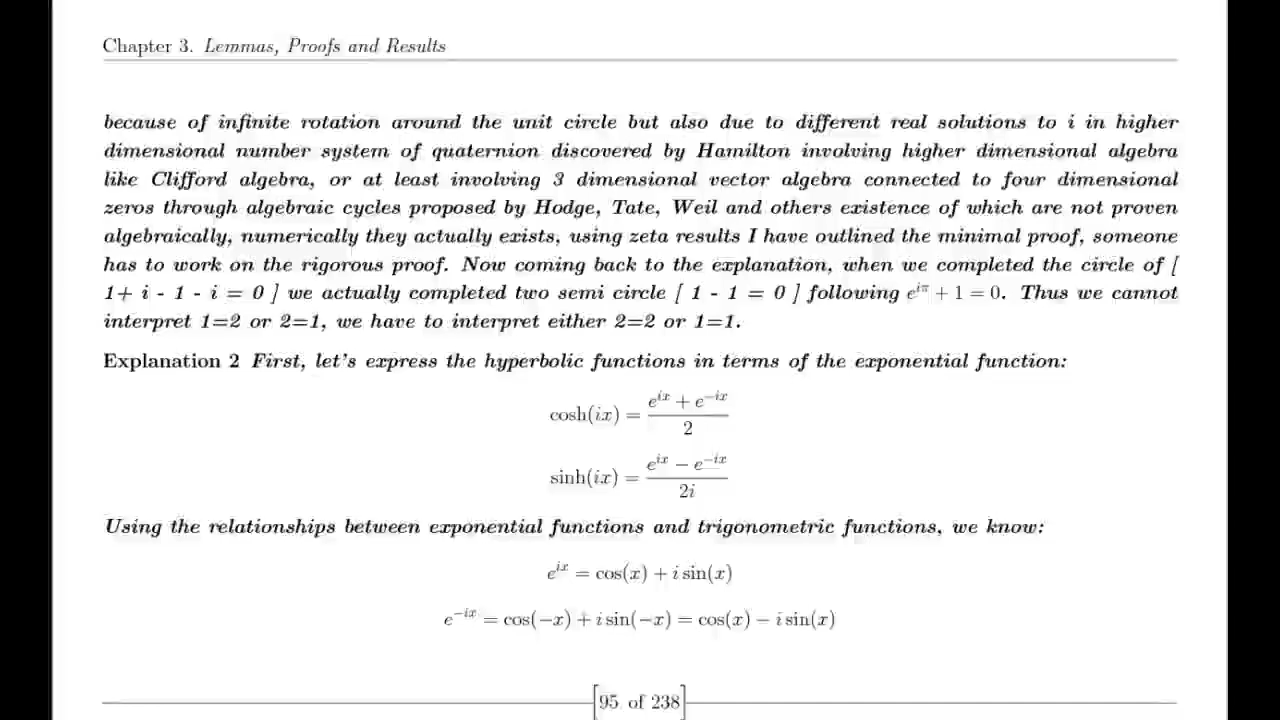 Chapter 3. Lemmas, Proofs and Results
because of infinite rotation around the unit circle but also due to different real solutions to i in higher
dimensional number system of quaternion discovered by Hamilton involving higher dimensional algebra
like Clifford algebra, or at least involving 3 dimensional vector algebra connected to four dimensional
zeros through algebraic cycles proposed by Hodge, Tate, Weil and others existence of which are not proven
algebraically, numerically they actually exists, using zeta results I have outlined the minimal proof, someone
has to work on the rigorous proof. Now coming back to the explanation, when we completed the circle of [
1+ i - 1 - i = 0 ] we actually completed two semi circle [ 1 - 1 = 0 ] following e^{iπ} + 1 = 0. Thus we cannot
interpret 1=2 or 2=1, we have to interpret either 2=2 or 1=1.
Explanation 2 First, let's express the hyperbolic functions in terms of the exponential function:
cosh(ix) = \frac{e^{ix} + e^{-ix}}{2}
sinh(ix) = \frac{e^{ix} − e^{-ix}}{2i}
Using the relationships between exponential functions and trigonometric functions, we know:
e^{ix} = cos(x) + i sin(x)
e^{-ix} = cos(−x) + i sin(−x) = cos(x) − i sin(x)
[95 of 238]